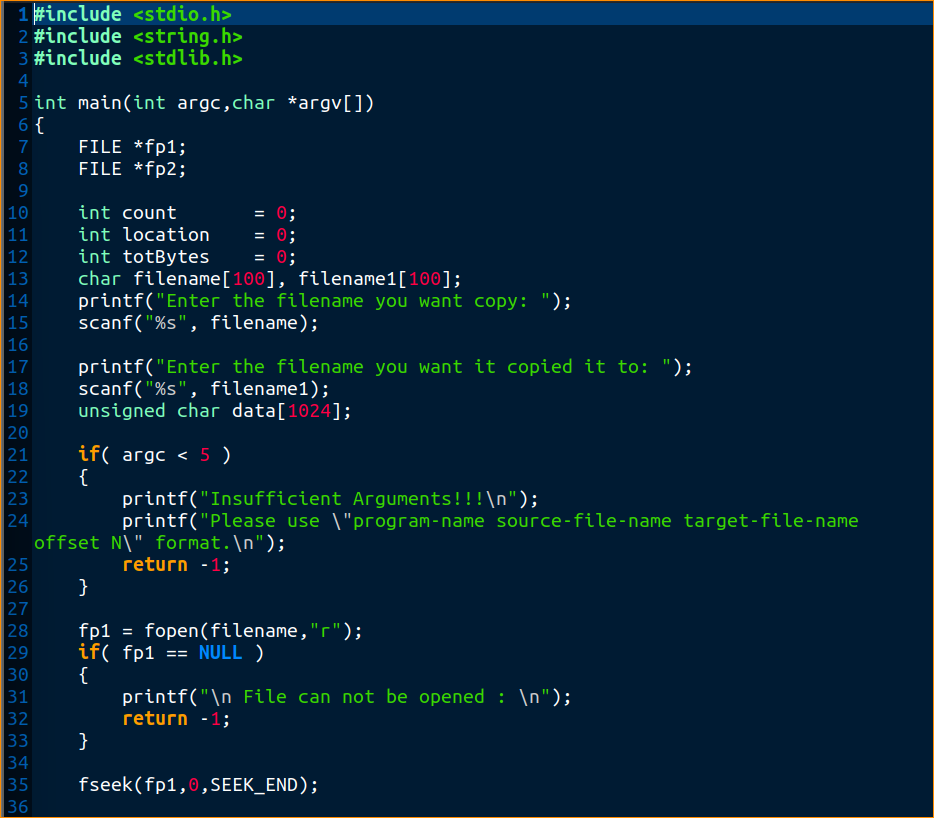 1 #include <stdio.h>
2 #include <string.h>
3 #include <stdlib.h>
4
5 int main(int argc,char *argv[])
6 {
7     FILE *fp1;
8     FILE *fp2;
9
10     int count       = 0;
11     int location    = 0;
12     int totBytes    = 0;
13     char filename[100], filename1[100];
14     printf("Enter the filename you want copy: ");
15     scanf("%s", filename);
16
17     printf("Enter the filename you want it copied it to: ");
18     scanf("%s", filename1);
19     unsigned char data[1024];
20
21     if( argc < 5 )
22     {
23         printf("Insufficient Arguments!!!\n");
24         printf("Please use \"program-name source-file-name target-file-name
offset N\" format.\n");
25         return -1;
26     }
27
28     fp1 = fopen(filename,"r");
29     if( fp1 == NULL )
30     {
31         printf("\n File can not be opened : \n");
32         return -1;
33     }
34
35     fseek(fp1,0,SEEK_END);
36